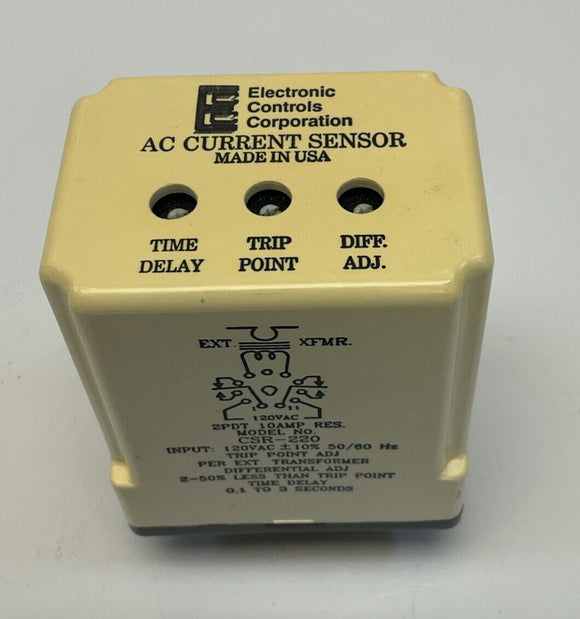 Electronic
Controls
Corporation
AC CURRENT SENSOR
MADE IN USA
TIME DELAY
TRIP POINT
DIFF. ADJ.
EXT. XFMR.
1 11
120VAC
2PDT 10AMP RES.
MODEL NO.
CSR-220
INPUT: 120VAC ±10% 50/60 Hz
TRIP POINT ADJ
PER EXT TRANSFORMER
DIFFERENTIAL ADJ
2-50% LESS THAN TRIP POINT
TIME DELAY
0.1 TO 3 SECONDS